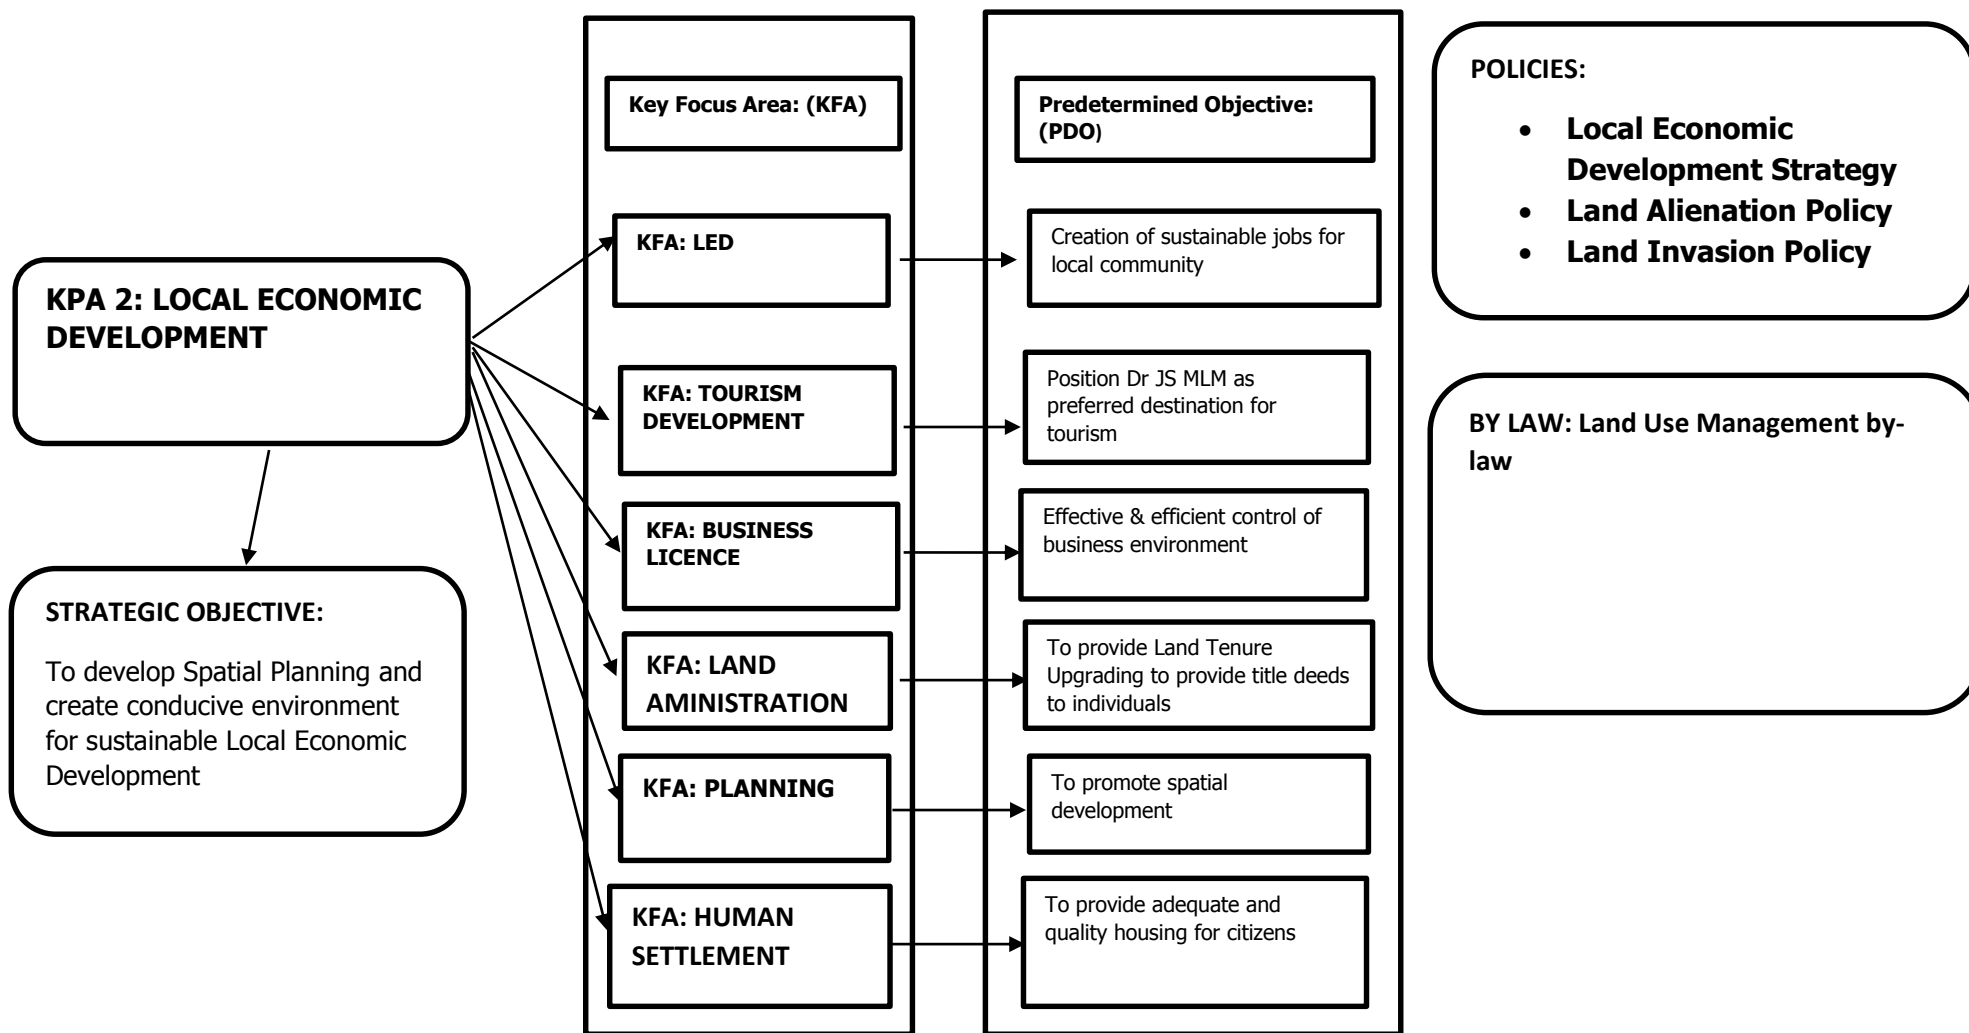 KPA 2: LOCAL ECONOMIC
DEVELOPMENT
STRATEGIC OBJECTIVE:
To develop Spatial Planning and
create conducive environment
for sustainable Local Economic
Development
Key Focus Area: (KFA)
KFA: LED
KFA: TOURISM
DEVELOPMENT
KFA: BUSINESS
LICENCE
KFA: LAND
AMINISTRATION
KFA: PLANNING
KFA: HUMAN
SETTLEMENT
Predetermined Objective:
(PDO)
Creation of sustainable jobs for
local community
Position Dr JS MLM as
preferred destination for
tourism
Effective & efficient control of
business environment
To provide Land Tenure
Upgrading to provide title deeds
to individuals
To promote spatial
development
To provide adequate and
quality housing for citizens
POLICIES:
• Local Economic
Development Strategy
• Land Alienation Policy
• Land Invasion Policy
BY LAW: Land Use Management by-
law